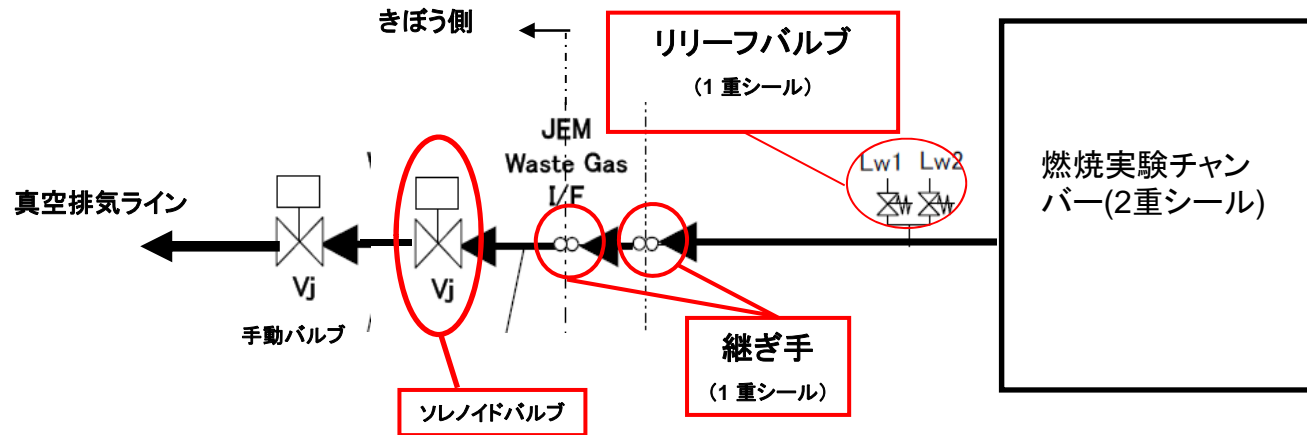 きぼう側
リリーフバルブ
（1 重シール）
JEM
Waste Gas
I/F
Lw1 Lw2
燃焼実験チャン
バー(2重シール)
真空排気ライン
Vj
Vj
手動バルブ
継ぎ手
（1 重シール）
ソレノイドバルブ